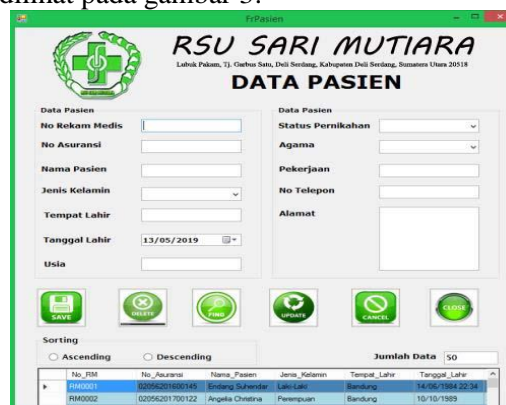 dilihat pada gambar 5.
FrPasien
RSU SARI MUTIARA
Lubuk Pakam, Tj. Garbus Satu, Deli Serdang, Kabupaten Deli Serdang, Sumatera Utara 20518
DATA PASIEN
Data Pasien
No Rekam Medis
No Asuransi
Nama Pasien
Jenis Kelamin
Tempat Lahir
Tanggal Lahir 13/05/2019
Usia
Data Pasien
Status Pernikahan
Agama
Pekerjaan
No Telepon
Alamat
SAVE DELETE FIND UPDATE CANCEL CLOSE
Sorting
Ascending Descending Jumlah Data 50
No_RM No_Asuransi Nama_Pasien Jenis_Kelamin Tempat_Lahir Tanggal_Lahir
RM0001 02056201600145 Endang Suhendar Laki-Laki Bandung 14/06/1984 22:34
RM0002 02056201700122 Angelia Christina Perempuan Bandung 10/10/1989